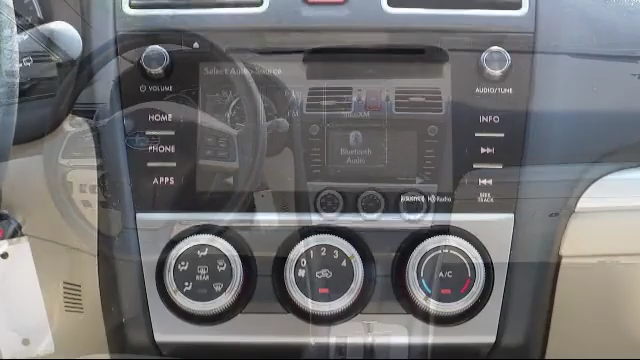 VOLUME
AUDIO/TUNE
Select Audio Source
HOME
INFO
PHONE
Bluetooth
Audio
APPS
SEEK
TRACK
HD Radio
0 1 2 3 4
REAR
A/C